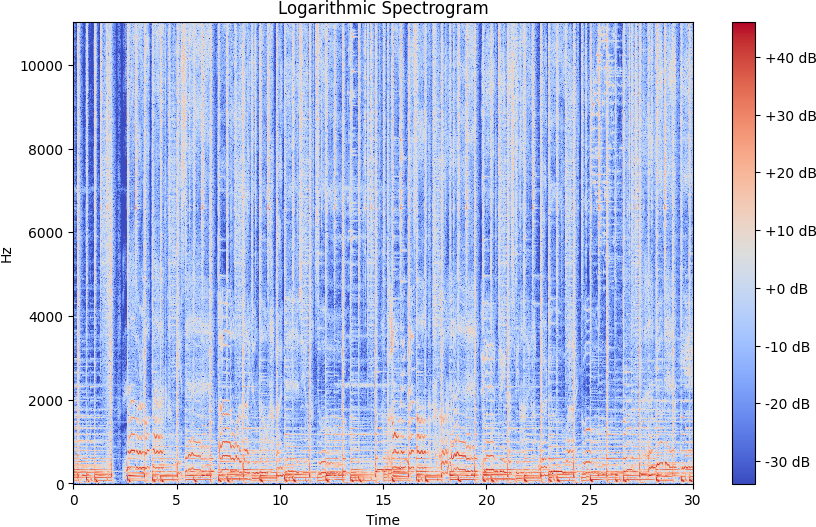 Logarithmic Spectrogram
Hz
10000
8000
6000
4000
2000
0
0 5 10 15 20 25 30
Time
+40 dB
+30 dB
+20 dB
+10 dB
+0 dB
-10 dB
-20 dB
-30 dB